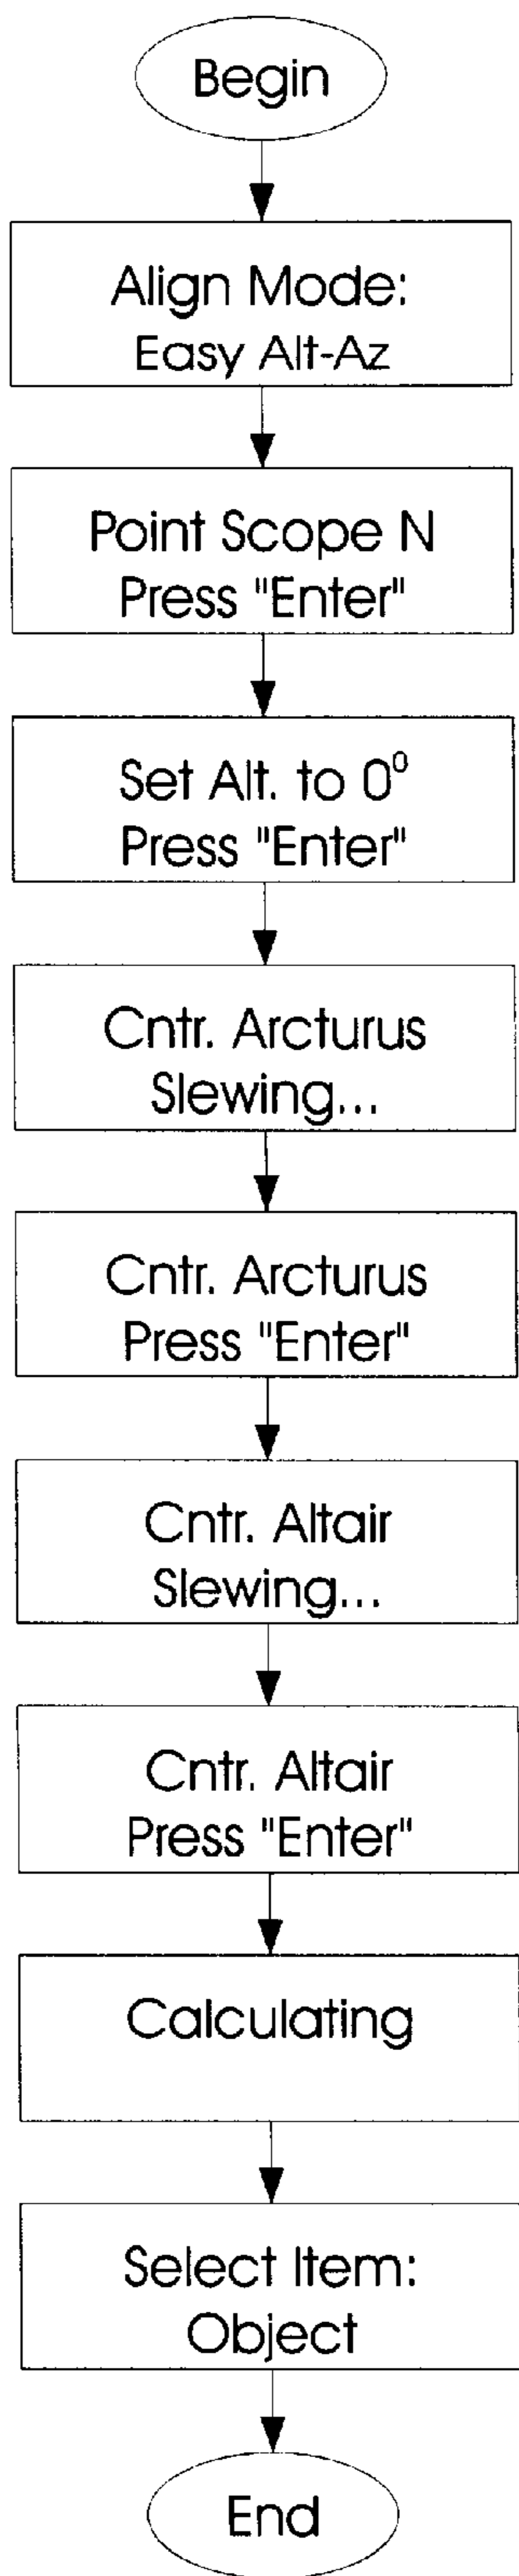 Begin
Align Mode:
Easy Alt-Az
Point Scope N
Press "Enter"
Set Alt. to 0⁰
Press "Enter"
Cntr. Arcturus
Slewing...
Cntr. Arcturus
Press "Enter"
Cntr. Altair
Slewing...
Cntr. Altair
Press "Enter"
Calculating
Select Item:
Object
End